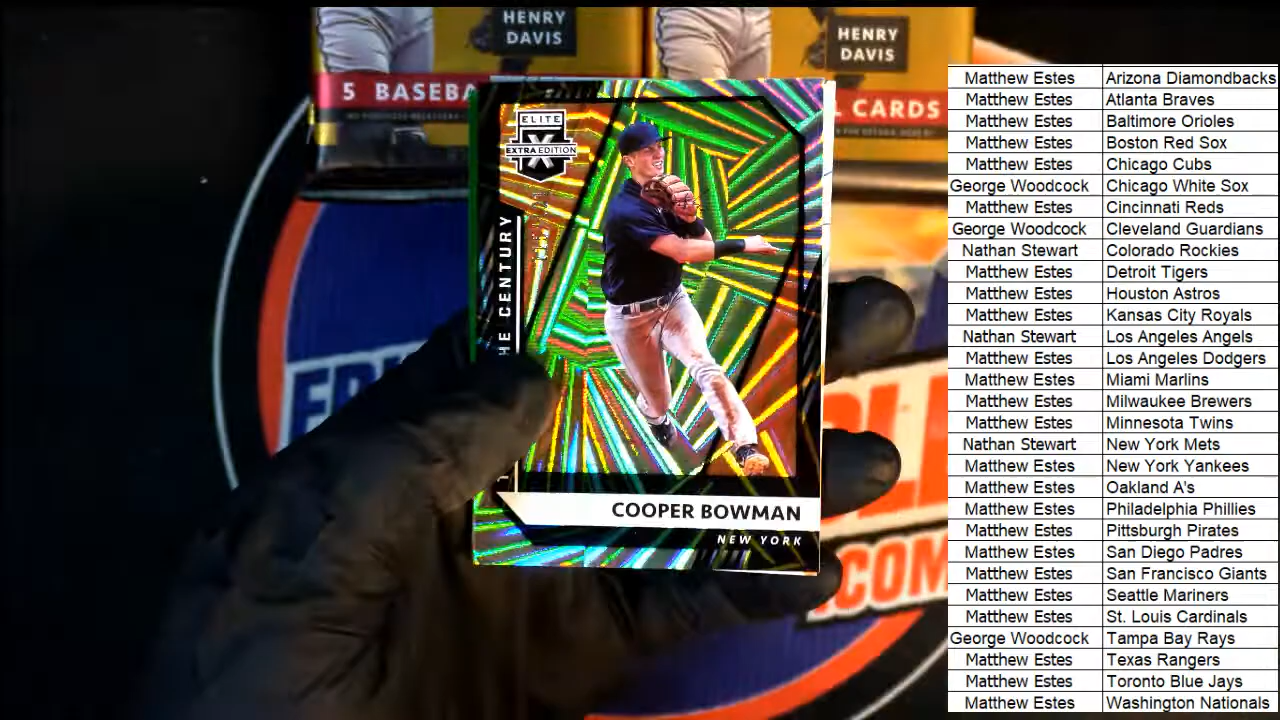 HENRY
DAVIS
HENRY
DAVIS
5 BASEBA
L CARDS
ELITE
X
EXTRA EDITION
HE CENTURY
COOPER BOWMAN
NEW YORK
.COM
Matthew Estes Arizona Diamondbacks
Matthew Estes Atlanta Braves
Matthew Estes Baltimore Orioles
Matthew Estes Boston Red Sox
Matthew Estes Chicago Cubs
George Woodcock Chicago White Sox
Matthew Estes Cincinnati Reds
George Woodcock Cleveland Guardians
Nathan Stewart Colorado Rockies
Matthew Estes Detroit Tigers
Matthew Estes Houston Astros
Matthew Estes Kansas City Royals
Nathan Stewart Los Angeles Angels
Matthew Estes Los Angeles Dodgers
Matthew Estes Miami Marlins
Matthew Estes Milwaukee Brewers
Matthew Estes Minnesota Twins
Nathan Stewart New York Mets
Matthew Estes New York Yankees
Matthew Estes Oakland A's
Matthew Estes Philadelphia Phillies
Matthew Estes Pittsburgh Pirates
Matthew Estes San Diego Padres
Matthew Estes San Francisco Giants
Matthew Estes Seattle Mariners
Matthew Estes St. Louis Cardinals
George Woodcock Tampa Bay Rays
Matthew Estes Texas Rangers
Matthew Estes Toronto Blue Jays
Matthew Estes Washington Nationals